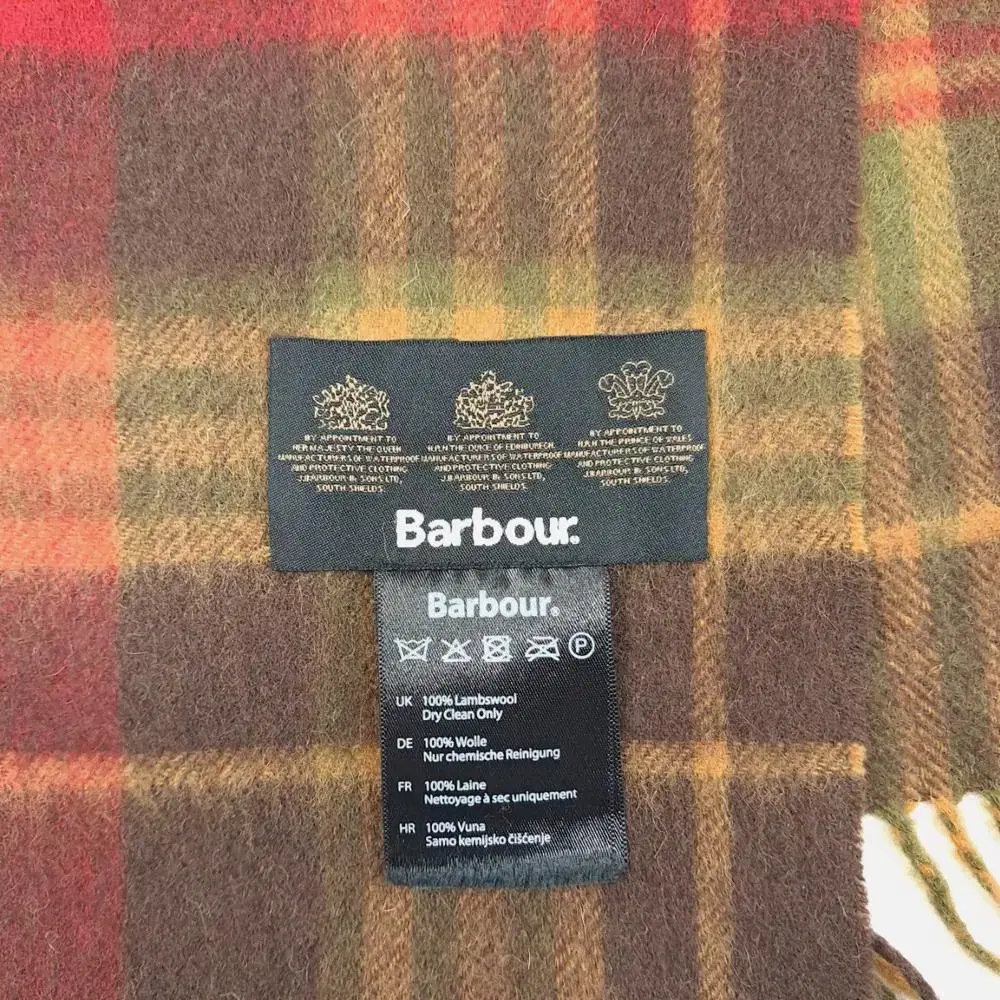 BY APPOINTMENT TO
HER MAJESTY THE QUEEN
MANUFACTURERS OF WATERPROOF
AND PROTECTIVE CLOTHING
J.BARBOUR & SONS LTD,
SOUTH SHIELDS.
BY APPOINTMENT TO
H.R.H THE DUKE OF EDINBURGH.
MANUFACTURERS OF WATERPROOF
AND PROTECTIVE CLOTHING
J.BARBOUR & SONS LTD,
SOUTH SHIELDS.
BY APPOINTMENT TO
H.R.H THE PRINCE OF WALES
MANUFACTURERS OF WATERPROOF
AND PROTECTIVE CLOTHING
J.BARBOUR & SONS LTD,
SOUTH SHIELDS.
Barbour.
Barbour®
P
UK 100% Lambswool
Dry Clean Only
DE 100% Wolle
Nur chemische Reinigung
FR 100% Laine
Nettoyage à sec uniquement
HR 100% Vuna
Samo kemijsko čišćenje